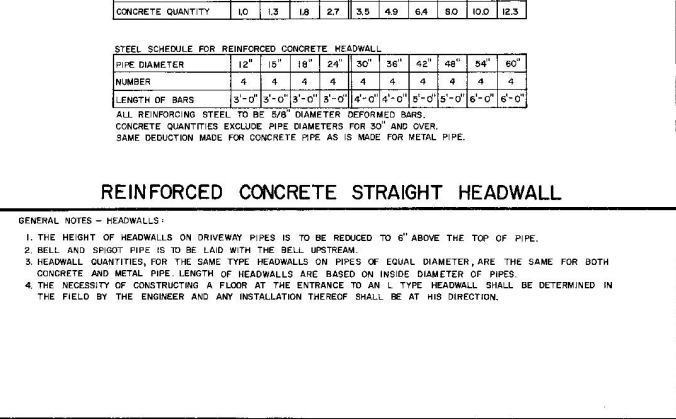 CONCRETE QUANTITY 1.0 1.3 1.8 2.7 3.5 4.9 6.4 8.0 10.0 12.3
STEEL SCHEDULE FOR REINFORCED CONCRETE HEADWALL
PIPE DIAMETER 12" 15" 18" 24" 30" 36" 42" 48" 54" 60"
NUMBER 4 4 4 4 4 4 4 4 4 4
LENGTH OF BARS 3'-0" 3'-0" 3'-0" 3'-0" 4'-0" 4'-0" 5'-0" 5'-0" 6'-0" 6'-0"
ALL REINFORCING STEEL TO BE 5/8" DIAMETER DEFORMED BARS.
CONCRETE QUANTITIES EXCLUDE PIPE DIAMETERS FOR 30" AND OVER.
SAME DEDUCTION MADE FOR CONCRETE PIPE AS IS MADE FOR METAL PIPE.
REINFORCED CONCRETE STRAIGHT HEADWALL
GENERAL NOTES – HEADWALLS:
1. THE HEIGHT OF HEADWALLS ON DRIVEWAY PIPES IS TO BE REDUCED TO 6" ABOVE THE TOP OF PIPE.
2. BELL AND SPIGOT PIPE IS TO BE LAID WITH THE BELL UPSTREAM.
3. HEADWALL QUANTITIES, FOR THE SAME TYPE HEADWALLS ON PIPES OF EQUAL DIAMETER, ARE THE SAME FOR BOTH
CONCRETE AND METAL PIPE. LENGTH OF HEADWALLS ARE BASED ON INSIDE DIAMETER OF PIPES.
4. THE NECESSITY OF CONSTRUCTING A FLOOR AT THE ENTRANCE TO AN L TYPE HEADWALL SHALL BE DETERMINED IN
THE FIELD BY THE ENGINEER AND ANY INSTALLATION THEREOF SHALL BE AT HIS DIRECTION.